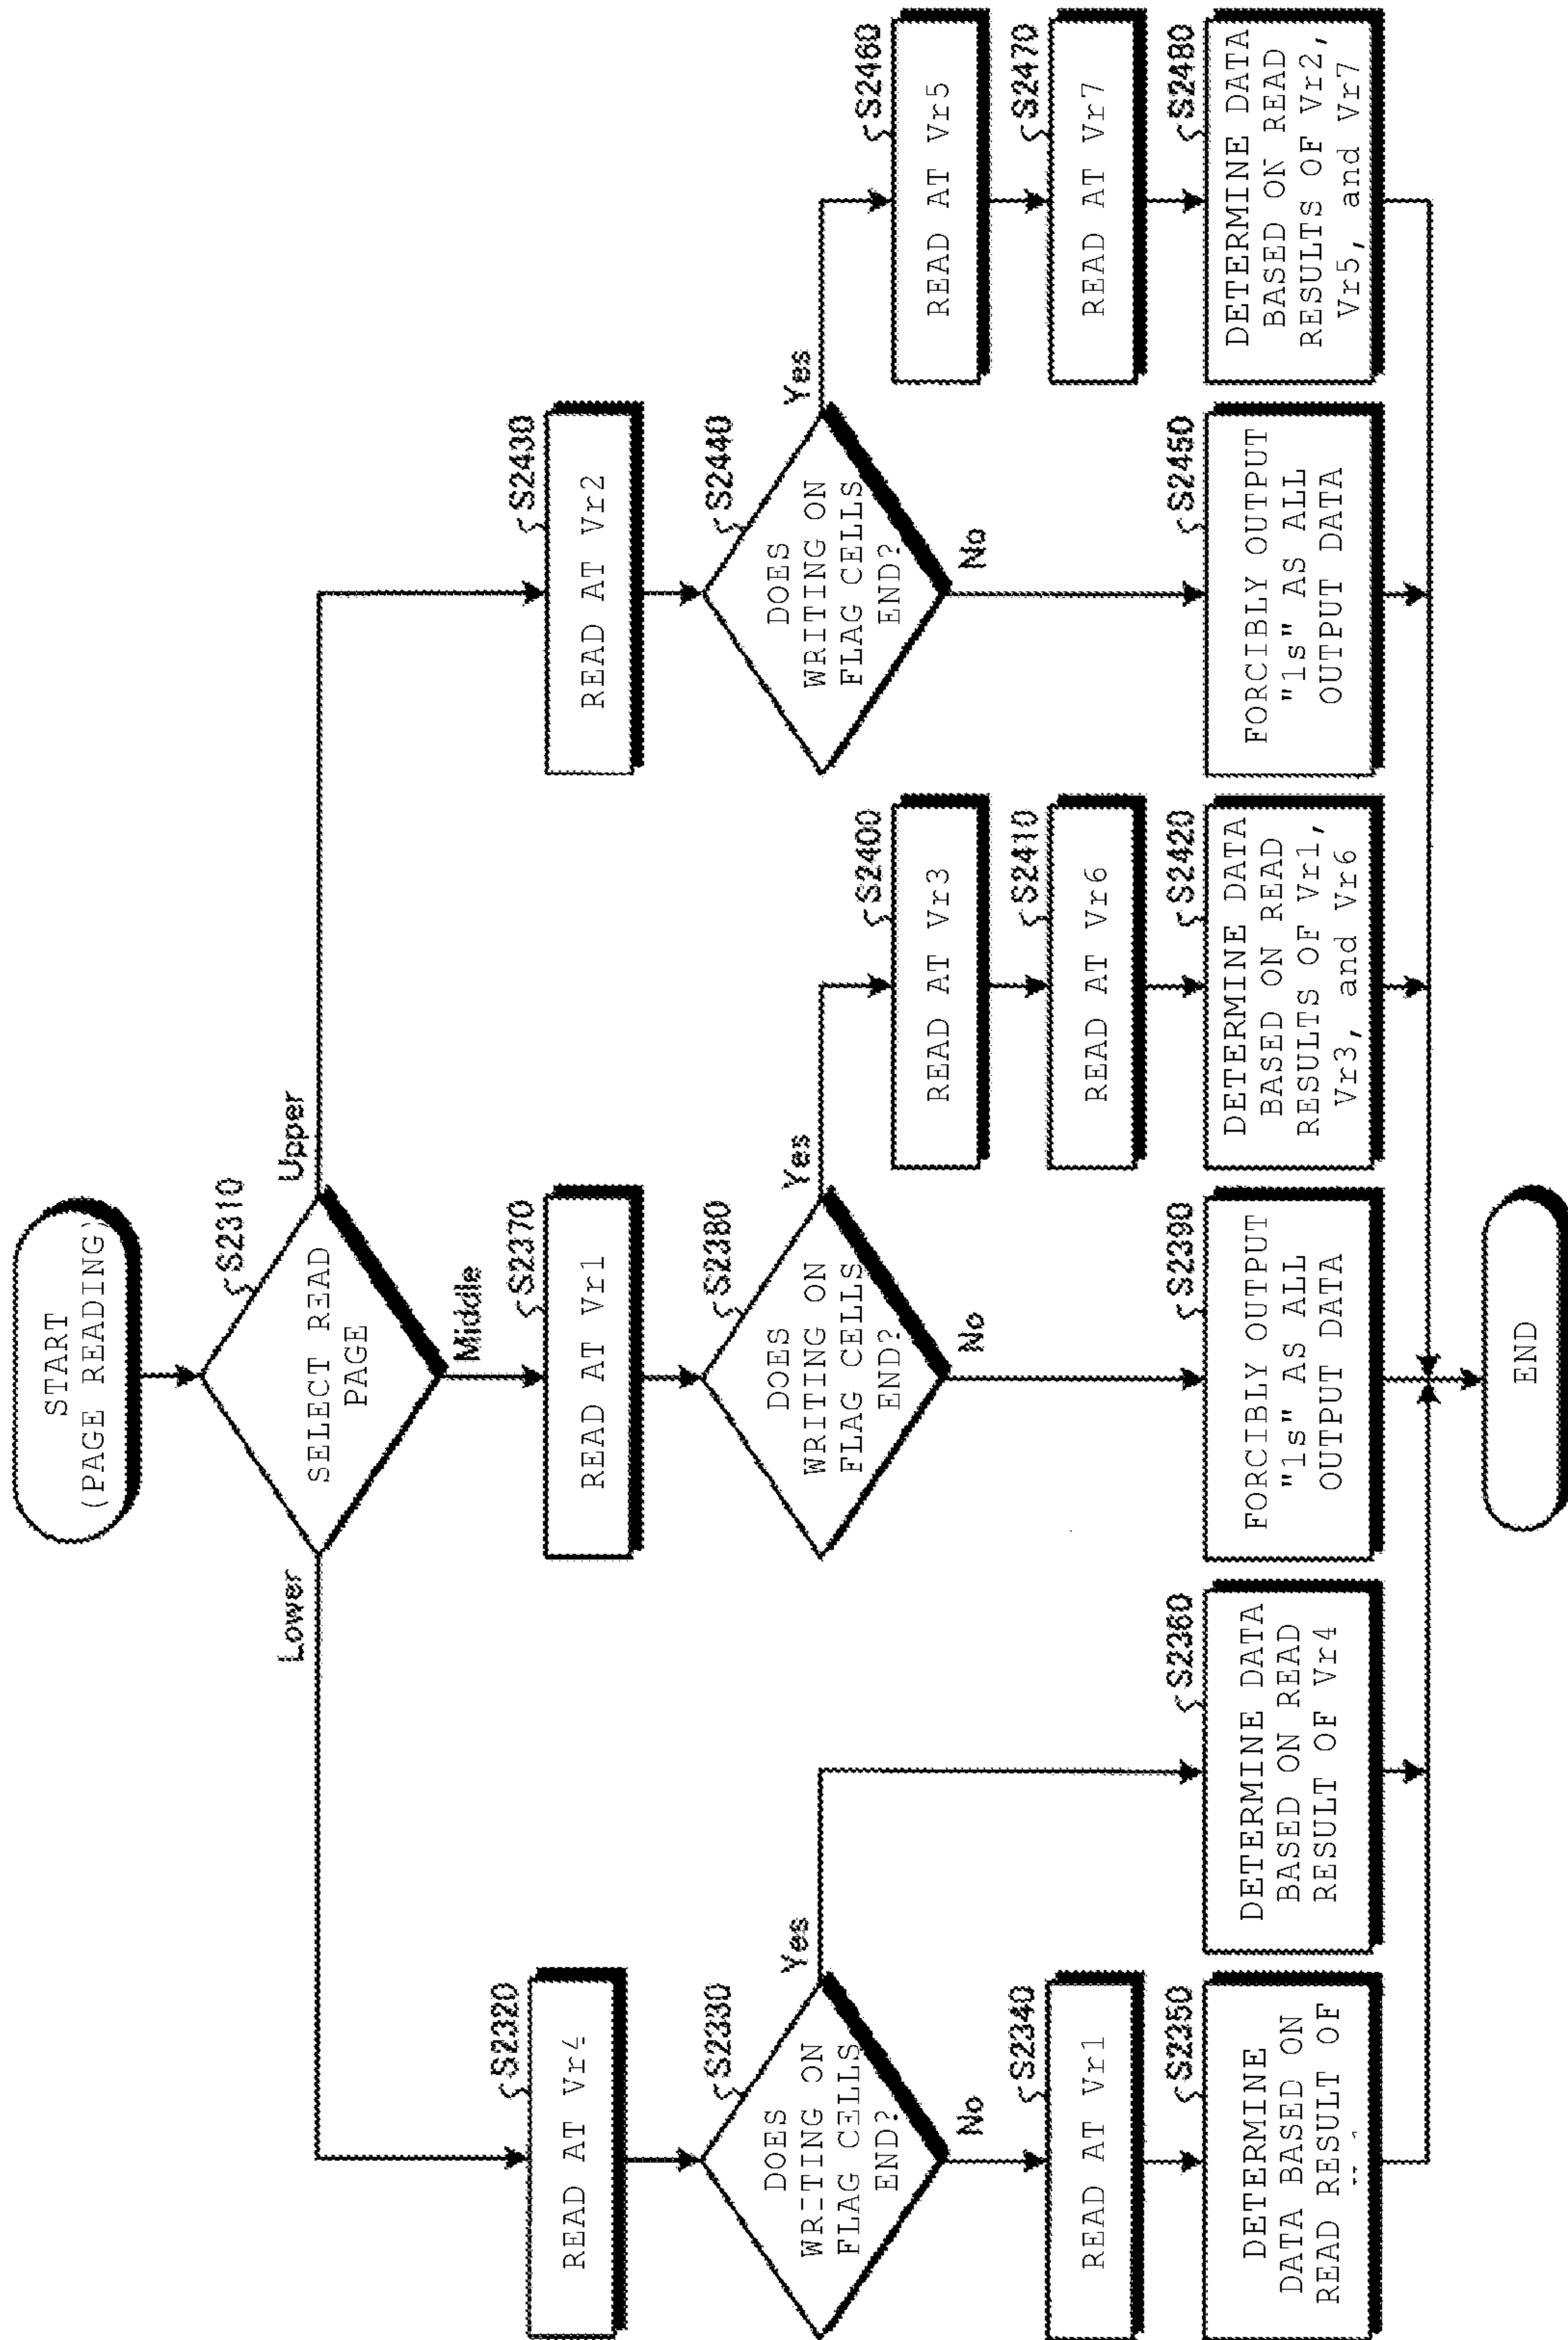 START
(PAGE READING)
S2310
SELECT READ
PAGE
Lower
Middle
Upper
S2320
READ AT Vr4
S2330
DOES
WRITING ON
FLAG CELLS
END?
Yes
No
S2340
READ AT Vr1
S2350
DETERMINE
DATA BASED ON
READ RESULT OF
S2360
DETERMINE DATA
BASED ON READ
RESULT OF Vr4
S2370
READ AT Vr1
S2380
DOES
WRITING ON
FLAG CELLS
END?
Yes
No
S2390
FORCIBLY OUTPUT
"1s" AS ALL
OUTPUT DATA
S2400
READ AT Vr3
S2410
READ AT Vr6
S2420
DETERMINE DATA
BASED ON READ
RESULTS OF Vr1,
Vr3, and Vr6
S2430
READ AT Vr2
S2440
DOES
WRITING ON
FLAG CELLS
END?
Yes
No
S2450
FORCIBLY OUTPUT
"1s" AS ALL
OUTPUT DATA
S2460
READ AT Vr5
S2470
READ AT Vr7
S2480
DETERMINE DATA
BASED ON READ
RESULTS OF Vr2,
Vr5, and Vr7
END